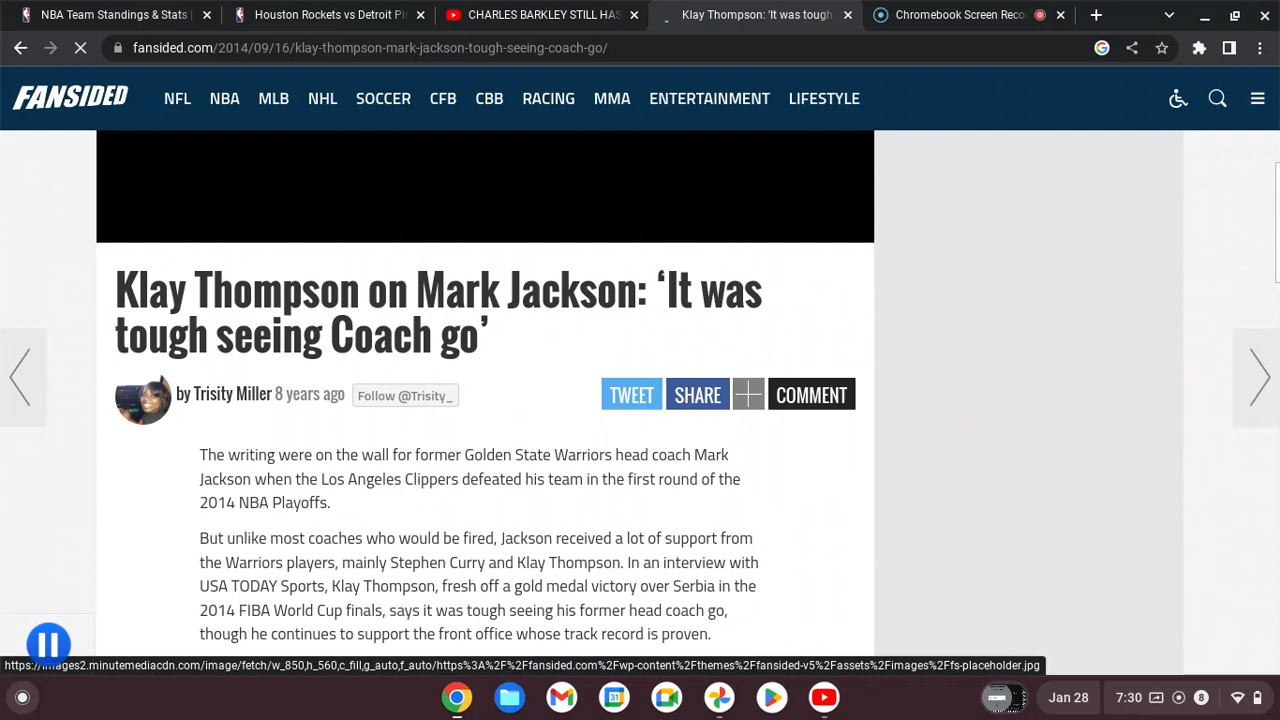 NBA Team Standings & Stats |
Houston Rockets vs Detroit Pis
CHARLES BARKLEY STILL HAS
Klay Thompson: 'It was tough
Chromebook Screen Recor
fansided.com/2014/09/16/klay-thompson-mark-jackson-tough-seeing-coach-go/
FANSIDED NFL NBA MLB NHL SOCCER CFB CBB RACING MMA ENTERTAINMENT LIFESTYLE
Klay Thompson on Mark Jackson: ‘It was
tough seeing Coach go’
by Trisity Miller 8 years ago Follow @Trisity_
TWEET SHARE COMMENT
The writing were on the wall for former Golden State Warriors head coach Mark
Jackson when the Los Angeles Clippers defeated his team in the first round of the
2014 NBA Playoffs.
But unlike most coaches who would be fired, Jackson received a lot of support from
the Warriors players, mainly Stephen Curry and Klay Thompson. In an interview with
USA TODAY Sports, Klay Thompson, fresh off a gold medal victory over Serbia in the
2014 FIBA World Cup finals, says it was tough seeing his former head coach go,
though he continues to support the front office whose track record is proven.
https://images2.minutemediacdn.com/image/fetch/w_850,h_560,c_fill,g_auto,f_auto/https%3A%2F%2Ffansided.com%2Fwp-content%2Fthemes%2Ffansided-v5%2Fassets%2Fimages%2Ffs-placeholder.jpg
31
Jan 28 7:30 8